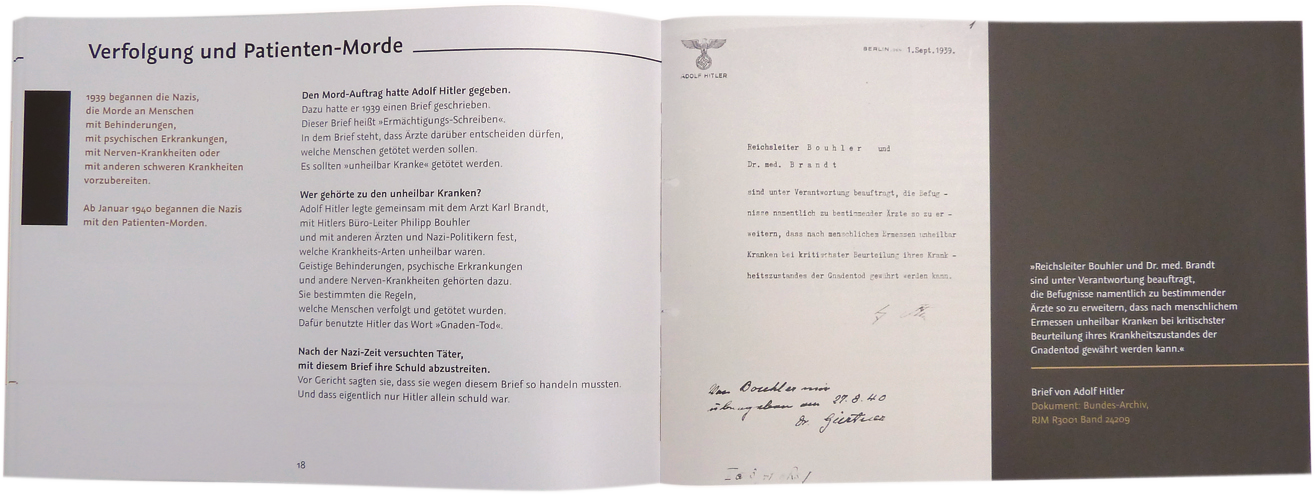 Verfolgung und Patienten-Morde
1939 begannen die Nazis,
die Morde an Menschen
mit Behinderungen,
mit psychischen Erkrankungen,
mit Nerven-Krankheiten oder
mit anderen schweren Krankheiten
vorzubereiten.
Ab Januar 1940 begannen die Nazis
mit den Patienten-Morden.
Den Mord-Auftrag hatte Adolf Hitler gegeben.
Dazu hatte er 1939 einen Brief geschrieben.
Dieser Brief heißt »Ermächtigungs-Schreiben«.
In dem Brief steht, dass Ärzte darüber entscheiden dürfen,
welche Menschen getötet werden sollen.
Es sollten »unheilbar Kranke« getötet werden.
Wer gehörte zu den unheilbar Kranken?
Adolf Hitler legte gemeinsam mit dem Arzt Karl Brandt,
mit Hitlers Büro-Leiter Philipp Bouhler
und mit anderen Ärzten und Nazi-Politikern fest,
welche Krankheits-Arten unheilbar waren.
Geistige Behinderungen, psychische Erkrankungen
und andere Nerven-Krankheiten gehörten dazu.
Sie bestimmten die Regeln,
welche Menschen verfolgt und getötet wurden.
Dafür benutzte Hitler das Wort »Gnaden-Tod«.
Nach der Nazi-Zeit versuchten Täter,
mit diesem Brief ihre Schuld abzustreiten.
Vor Gericht sagten sie, dass sie wegen diesem Brief so handeln mussten.
Und dass eigentlich nur Hitler allein schuld war.
18
ADOLF HITLER
BERLIN, 1.Sept.1939.
Reichsleiter Bouhler und
Dr. med. Brandt
sind unter Verantwortung beauftragt, die Befug -
nisse namentlich zu bestimmender Ärzte so zu er -
weitern, dass nach menschlichem Ermessen unheilbar
Kranken bei kritischster Beurteilung ihres Krank -
heitszustandes der Gnadentod gewährt werden kann.
Von Bouhler mir
übergeben am 27.8.40
Dr. Gürtner
»Reichsleiter Bouhler und Dr. med. Brandt
sind unter Verantwortung beauftragt,
die Befugnisse namentlich zu bestimmender
Ärzte so zu erweitern, dass nach menschlichem
Ermessen unheilbar Kranken bei kritischster
Beurteilung ihres Krankheitszustandes der
Gnadentod gewährt werden kann.«
Brief von Adolf Hitler
Dokument: Bundes-Archiv,
RJM R3001 Band 24209